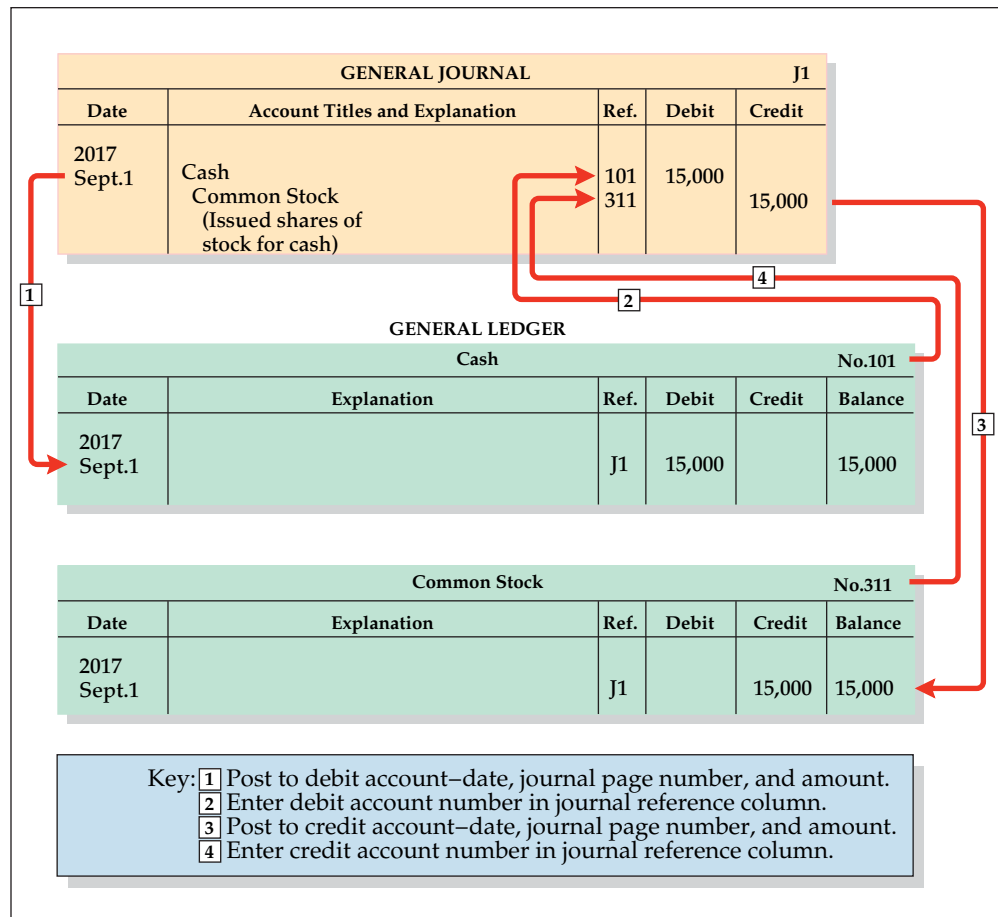 GENERAL JOURNAL J1
Date Account Titles and Explanation Ref. Debit Credit
2017
Sept.1 Cash 101 15,000
Common Stock 311 15,000
(Issued shares of
stock for cash)
1
4
2
GENERAL LEDGER
Cash No.101
Date Explanation Ref. Debit Credit Balance
3
2017
Sept.1 J1 15,000 15,000
Common Stock No.311
Date Explanation Ref. Debit Credit Balance
2017
Sept.1 J1 15,000 15,000
Key: 1 Post to debit account–date, journal page number, and amount.
2 Enter debit account number in journal reference column.
3 Post to credit account–date, journal page number, and amount.
4 Enter credit account number in journal reference column.